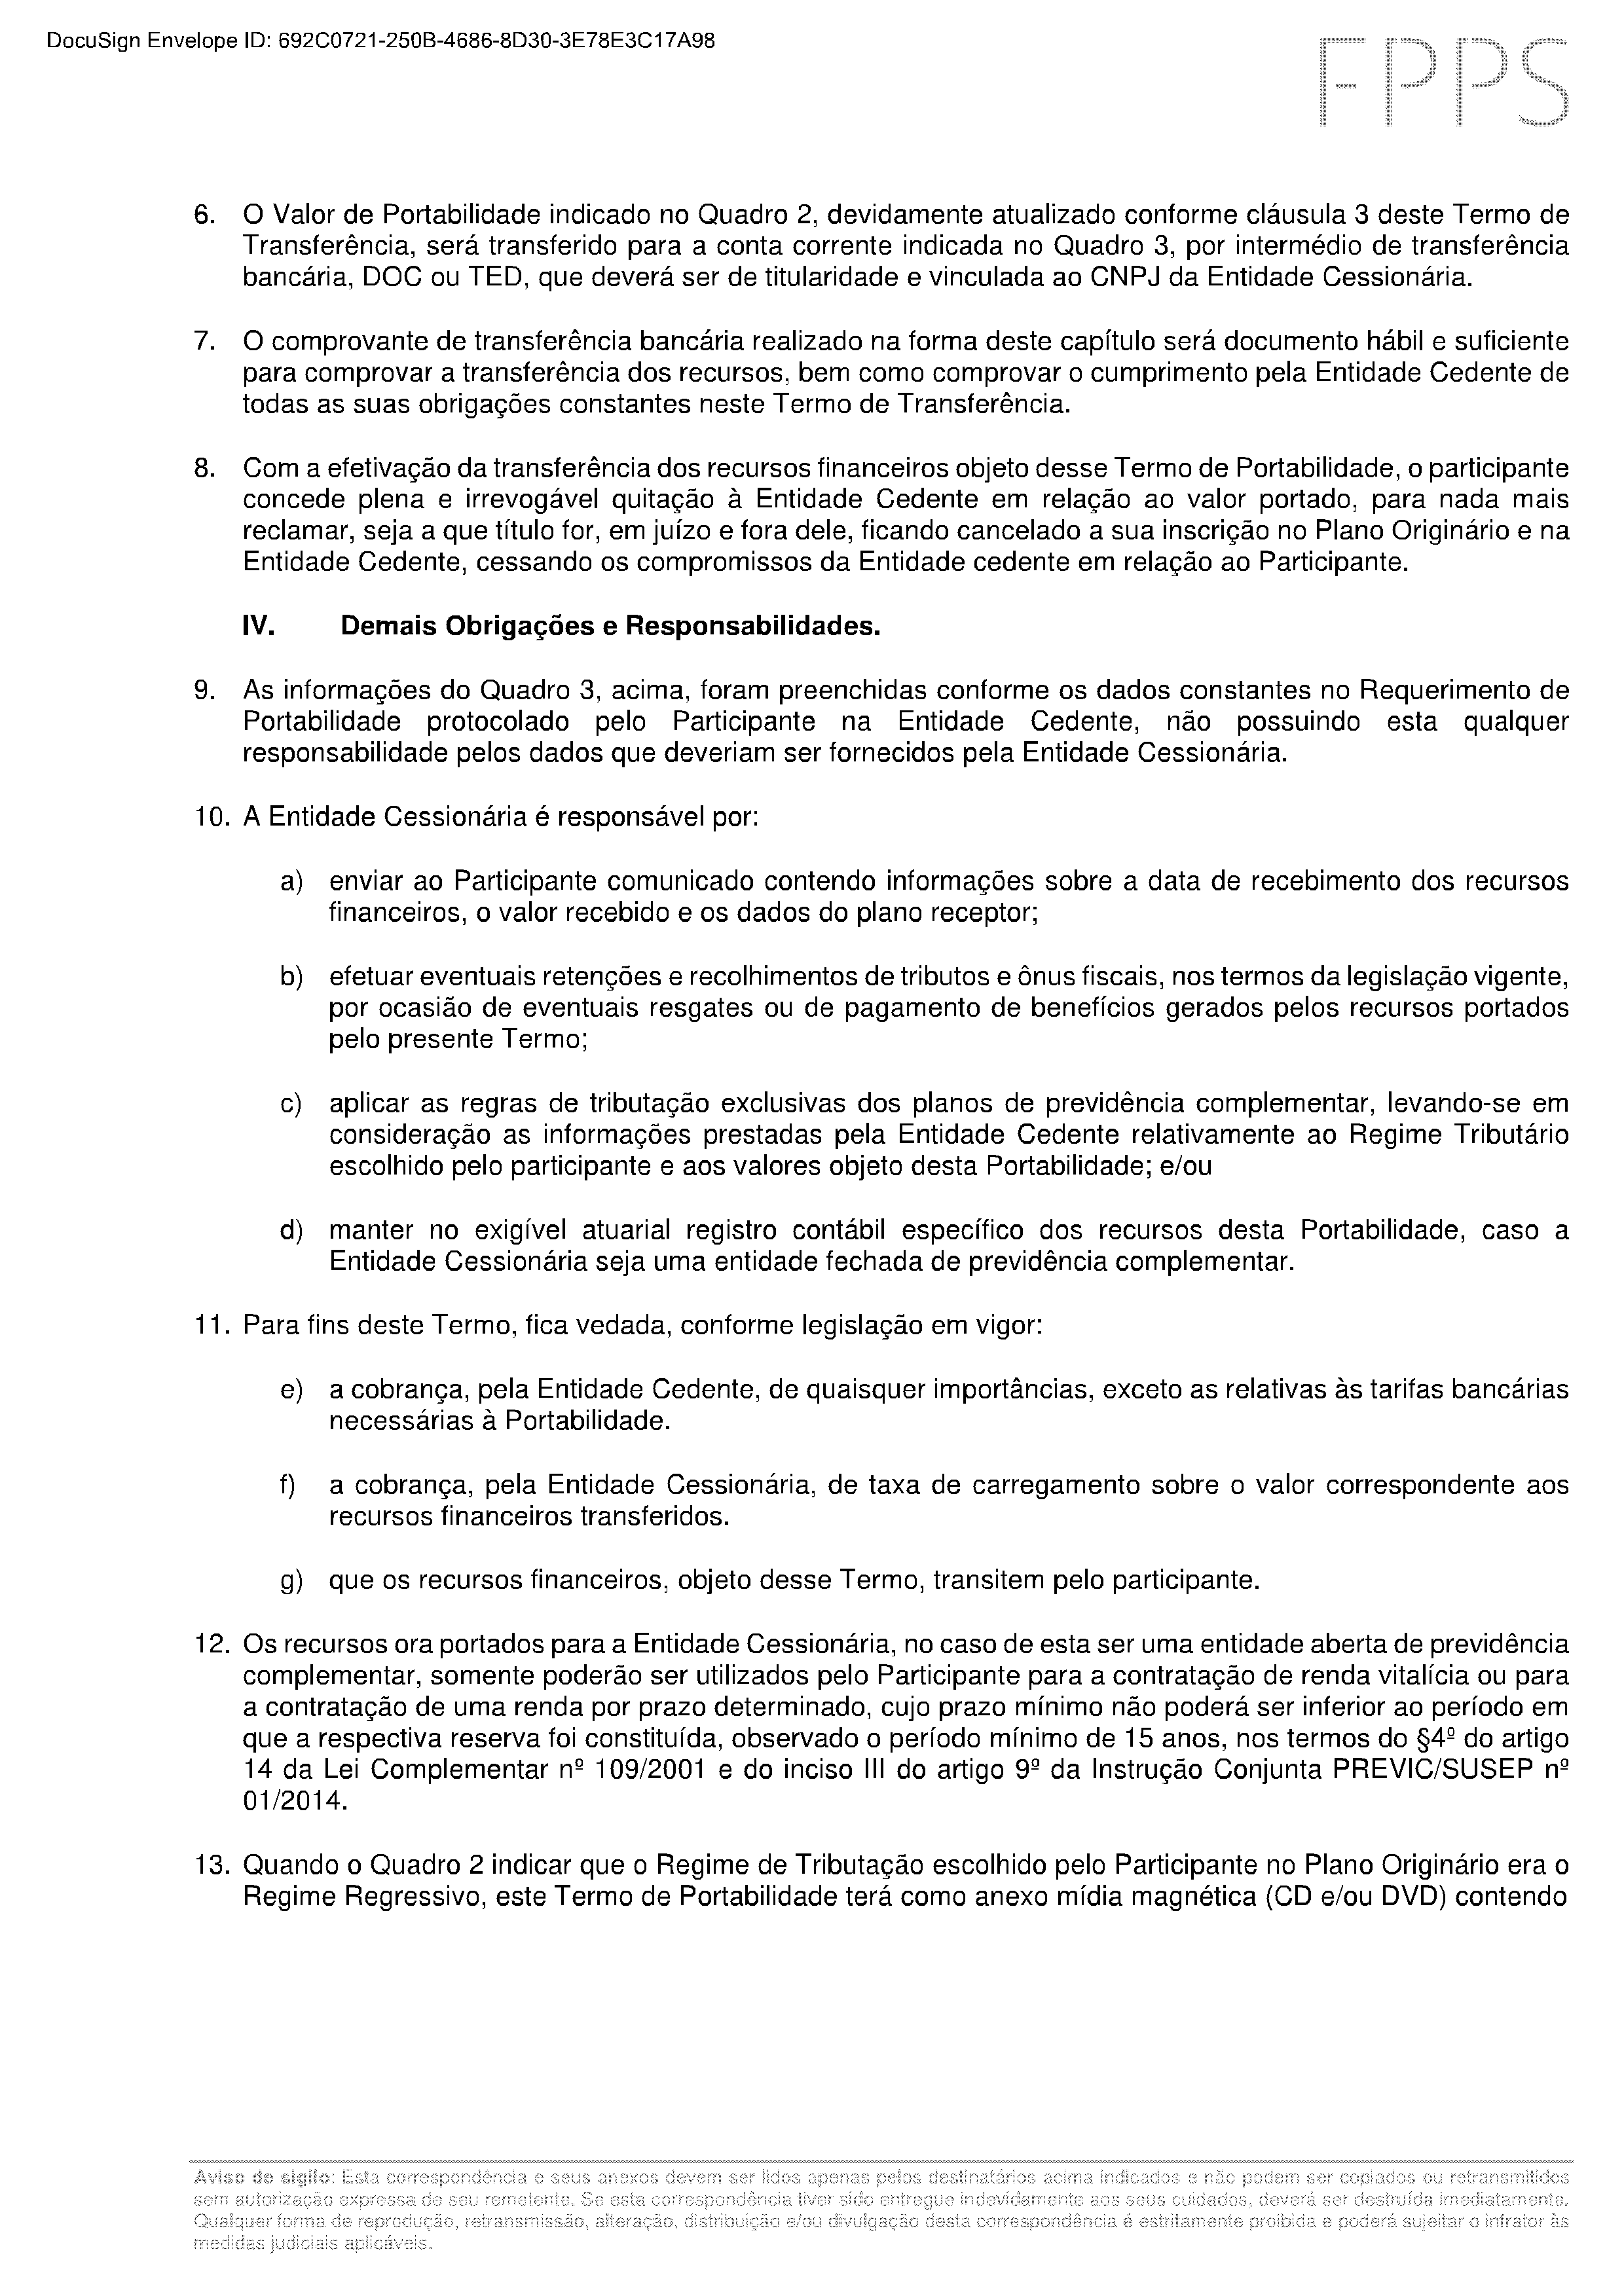 DocuSign Envelope ID: 692C0721-250B-4686-8D30-3E78E3C17A98
FPPS
6. O Valor de Portabilidade indicado no Quadro 2, devidamente atualizado conforme cláusula 3 deste Termo de
Transferência, será transferido para a conta corrente indicada no Quadro 3, por intermédio de transferência
bancária, DOC ou TED, que deverá ser de titularidade e vinculada ao CNPJ da Entidade Cessionária.
7. O comprovante de transferência bancária realizado na forma deste capítulo será documento hábil e suficiente
para comprovar a transferência dos recursos, bem como comprovar o cumprimento pela Entidade Cedente de
todas as suas obrigações constantes neste Termo de Transferência.
8. Com a efetivação da transferência dos recursos financeiros objeto desse Termo de Portabilidade, o participante
concede plena e irrevogável quitação à Entidade Cedente em relação ao valor portado, para nada mais
reclamar, seja a que título for, em juízo e fora dele, ficando cancelado a sua inscrição no Plano Originário e na
Entidade Cedente, cessando os compromissos da Entidade cedente em relação ao Participante.
IV. Demais Obrigações e Responsabilidades.
9. As informações do Quadro 3, acima, foram preenchidas conforme os dados constantes no Requerimento de
Portabilidade protocolado pelo Participante na Entidade Cedente, não possuindo esta qualquer
responsabilidade pelos dados que deveriam ser fornecidos pela Entidade Cessionária.
10. A Entidade Cessionária é responsável por:
a) enviar ao Participante comunicado contendo informações sobre a data de recebimento dos recursos
financeiros, o valor recebido e os dados do plano receptor;
b) efetuar eventuais retenções e recolhimentos de tributos e ônus fiscais, nos termos da legislação vigente,
por ocasião de eventuais resgates ou de pagamento de benefícios gerados pelos recursos portados
pelo presente Termo;
c) aplicar as regras de tributação exclusivas dos planos de previdência complementar, levando-se em
consideração as informações prestadas pela Entidade Cedente relativamente ao Regime Tributário
escolhido pelo participante e aos valores objeto desta Portabilidade; e/ou
d) manter no exigível atuarial registro contábil específico dos recursos desta Portabilidade, caso a
Entidade Cessionária seja uma entidade fechada de previdência complementar.
11. Para fins deste Termo, fica vedada, conforme legislação em vigor:
e) a cobrança, pela Entidade Cedente, de quaisquer importâncias, exceto as relativas às tarifas bancárias
necessárias à Portabilidade.
f) a cobrança, pela Entidade Cessionária, de taxa de carregamento sobre o valor correspondente aos
recursos financeiros transferidos.
g) que os recursos financeiros, objeto desse Termo, transitem pelo participante.
12. Os recursos ora portados para a Entidade Cessionária, no caso de esta ser uma entidade aberta de previdência
complementar, somente poderão ser utilizados pelo Participante para a contratação de renda vitalícia ou para
a contratação de uma renda por prazo determinado, cujo prazo mínimo não poderá ser inferior ao período em
que a respectiva reserva foi constituída, observado o período mínimo de 15 anos, nos termos do §4º do artigo
14 da Lei Complementar nº 109/2001 e do inciso III do artigo 9º da Instrução Conjunta PREVIC/SUSEP nº
01/2014.
13. Quando o Quadro 2 indicar que o Regime de Tributação escolhido pelo Participante no Plano Originário era o
Regime Regressivo, este Termo de Portabilidade terá como anexo mídia magnética (CD e/ou DVD) contendo
Aviso de sigilo: Esta correspondência e seus anexos devem ser lidos apenas pelos destinatários acima indicados e não podem ser copiados ou retransmitidos
sem autorização expressa de seu remetente. Se esta correspondência tiver sido entregue indevidamente aos seus cuidados, deverá ser destruída imediatamente.
Qualquer forma de reprodução, retransmissão, alteração, distribuição e/ou divulgação desta correspondência é estritamente proibida e poderá sujeitar o infrator às
medidas judiciais aplicáveis.